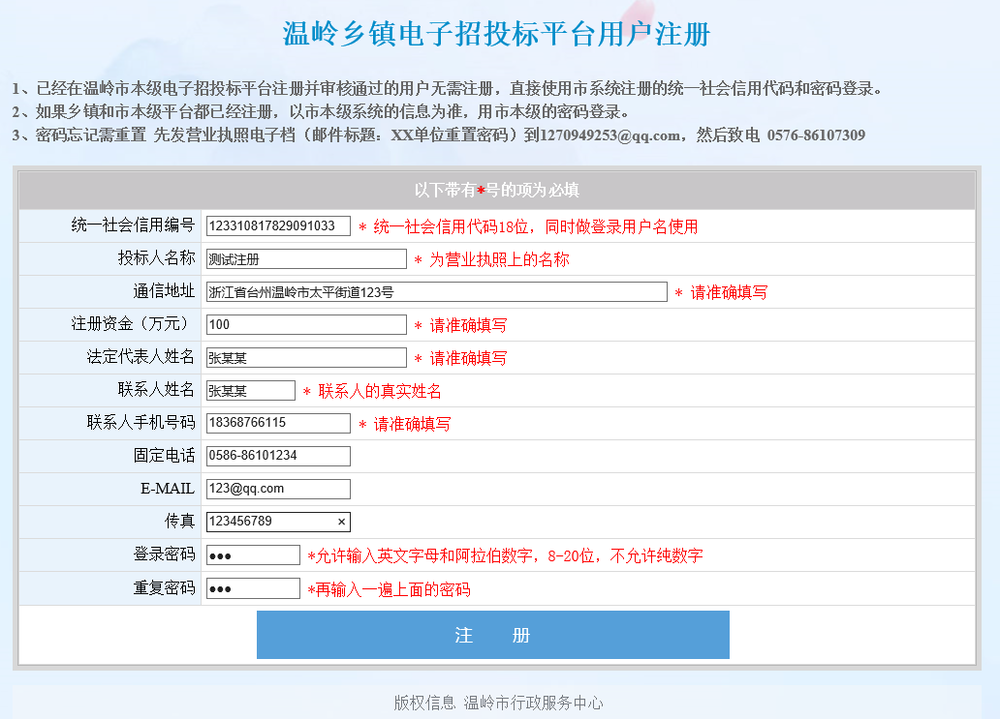 温岭乡镇电子招投标平台用户注册
1、已经在温岭市本级电子招投标平台注册并审核通过的用户无需注册，直接使用市系统注册的统一社会信用代码和密码登录。
2、如果乡镇和市本级平台都已经注册，以市本级系统的信息为准，用市本级的密码登录。
3、密码忘记需重置 先发营业执照电子档（邮件标题：XX单位重置密码）到1270949253@qq.com，然后致电 0576-86107309
以下带有*号的项为必填
统一社会信用编号 123310817829091033 * 统一社会信用代码18位，同时做登录用户名使用
投标人名称 测试注册 * 为营业执照上的名称
通信地址 浙江省台州温岭市太平街道123号 * 请准确填写
注册资金（万元） 100 * 请准确填写
法定代表人姓名 张某某 * 请准确填写
联系人姓名 张某某 * 联系人的真实姓名
联系人手机号码 18368766115 * 请准确填写
固定电话 0586-86101234
E-MAIL 123@qq.com
传真 123456789 ×
登录密码 ●●● *允许输入英文字母和阿拉伯数字，8-20位，不允许纯数字
重复密码 ●●● *再输入一遍上面的密码
注 册
版权信息 温岭市行政服务中心